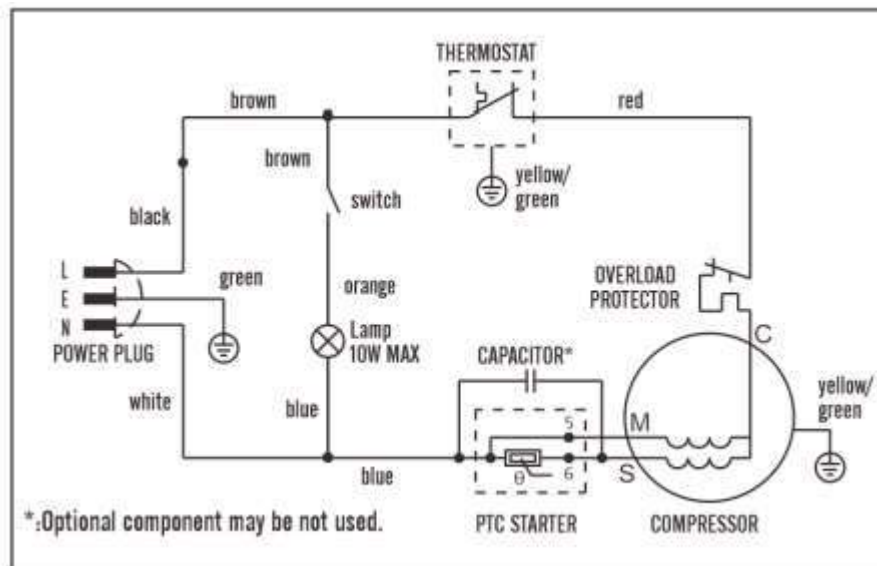 THERMOSTAT
brown
red
brown
yellow/
green
switch
black
L
green
OVERLOAD
PROTECTOR
E
orange
N
Lamp
10W MAX
POWER PLUG
C
CAPACITOR*
yellow/
green
white
blue
5
M
S
blue
θ
6
*:Optional component may be not used.
PTC STARTER
COMPRESSOR